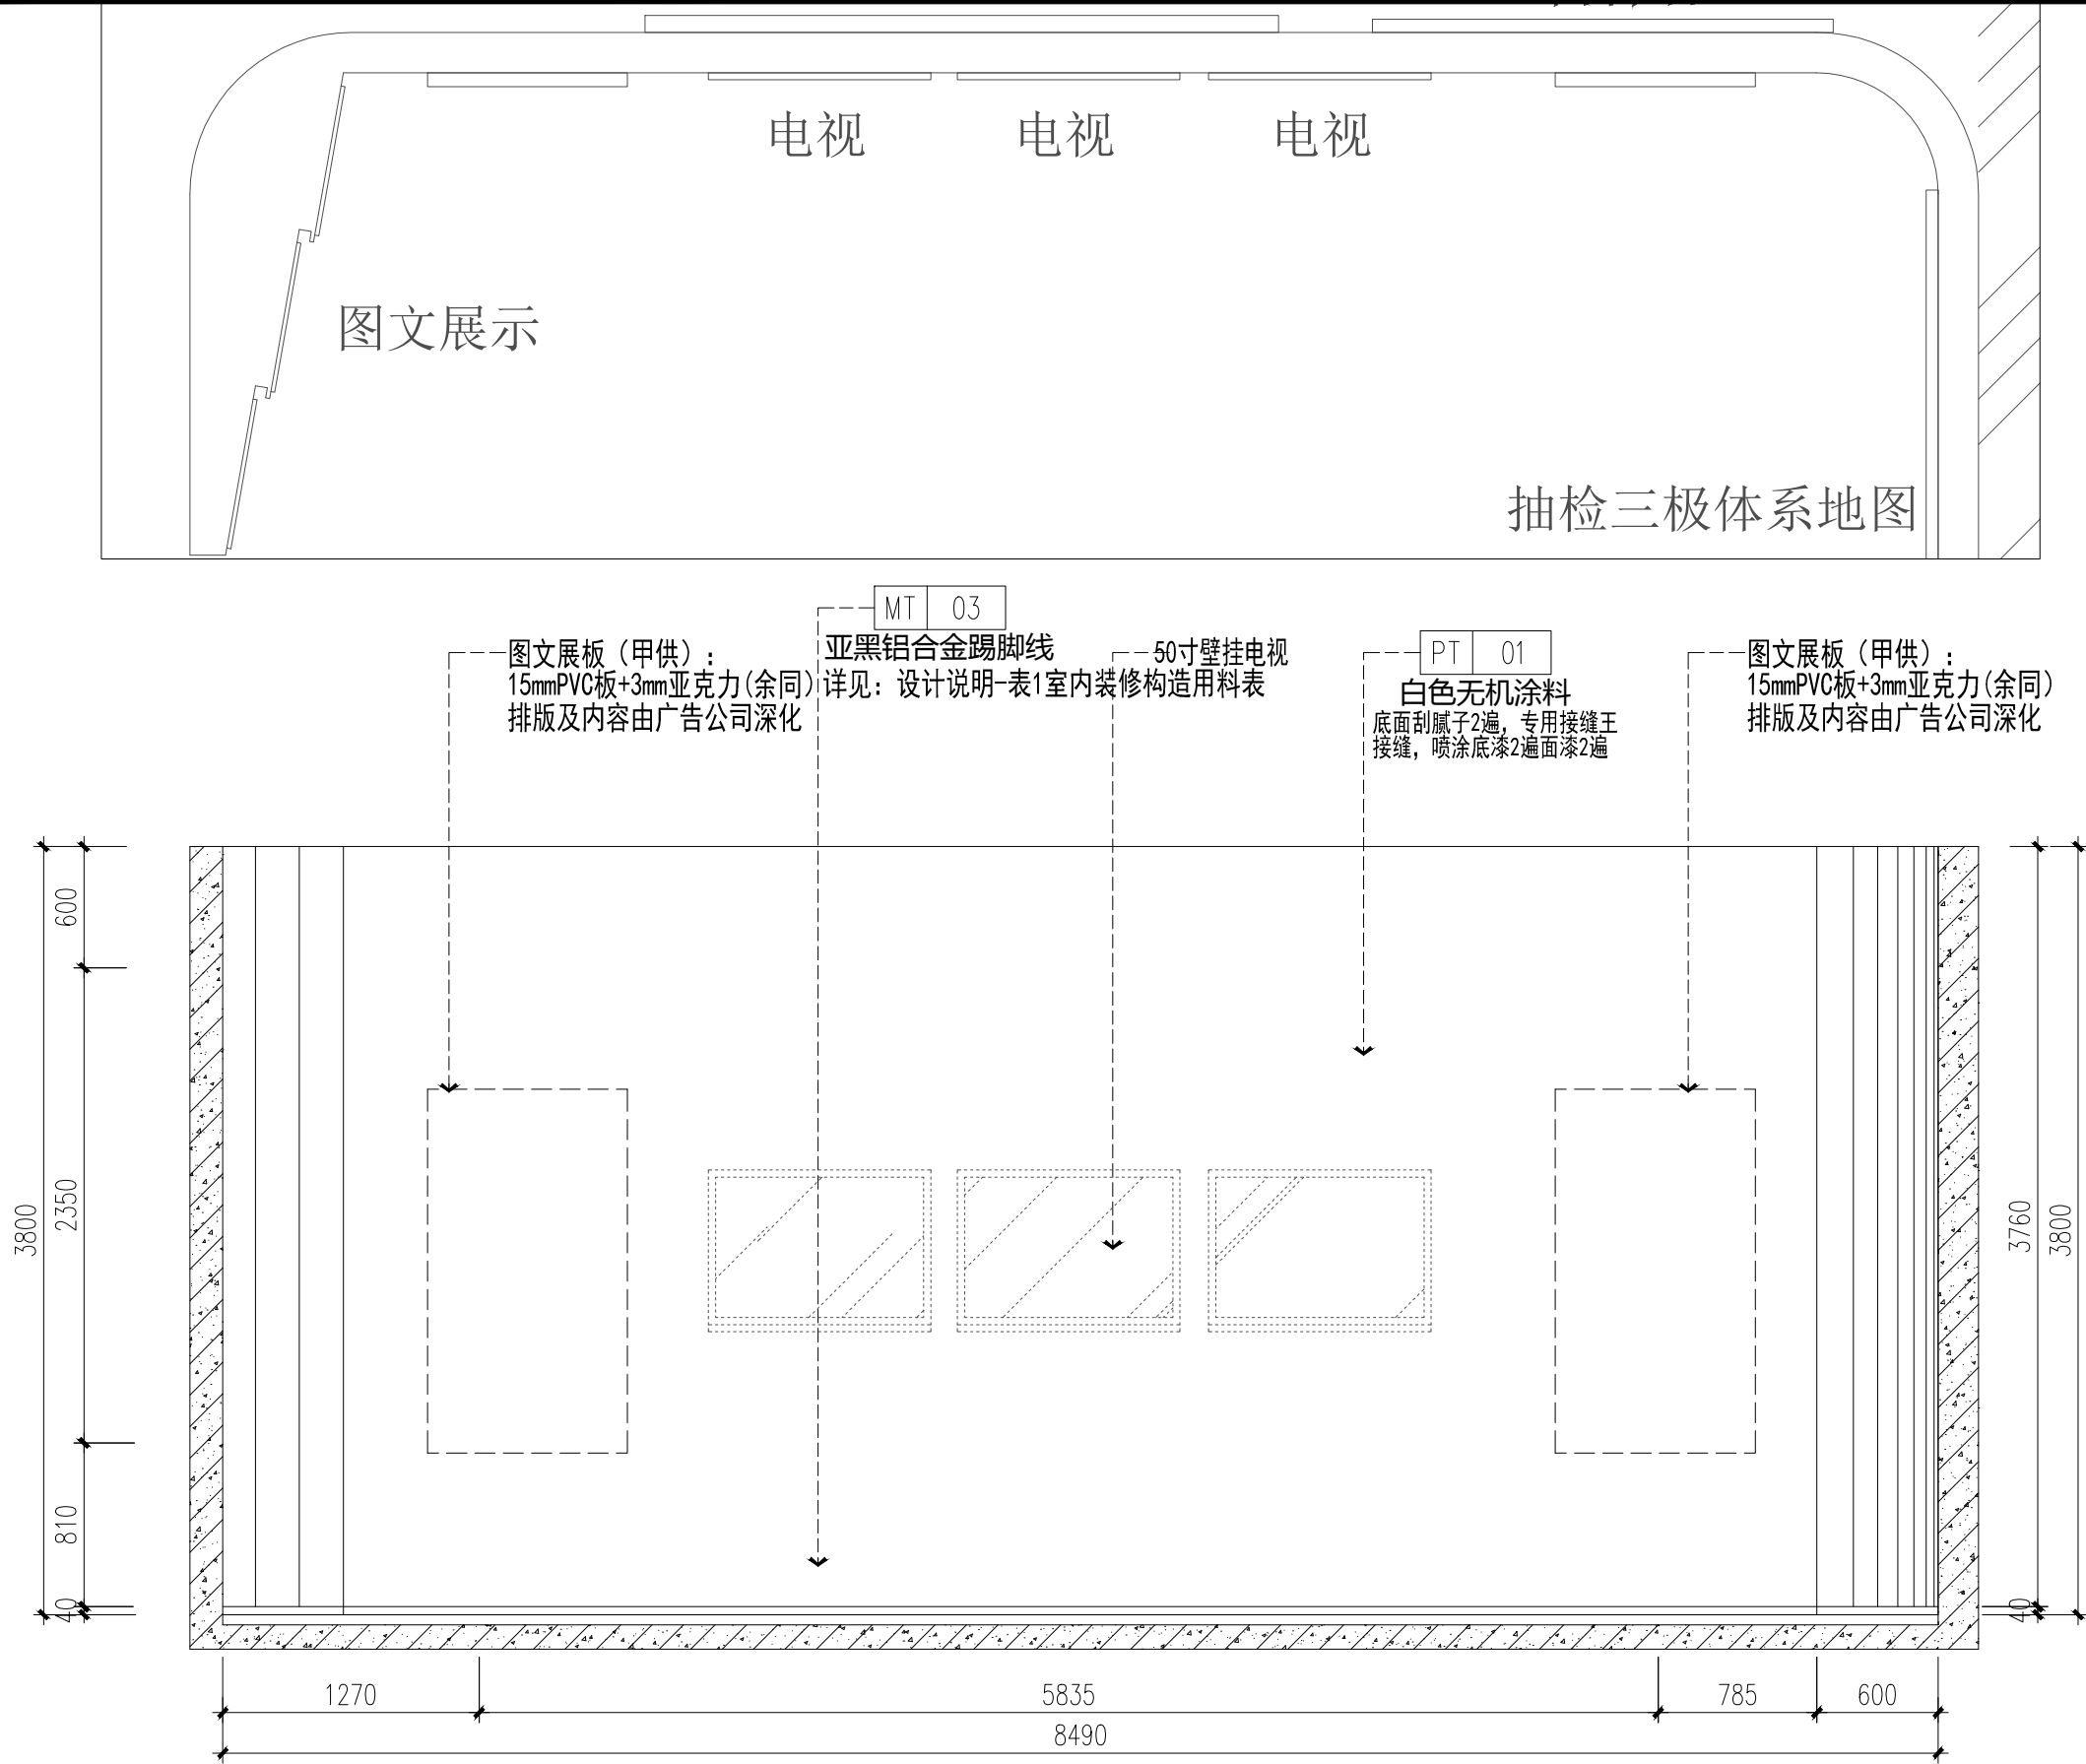 电视 电视 电视
图文展示
抽检三极体系地图
MT 03
亚黑铝合金踢脚线
详见：设计说明-表1室内装修构造用料表
图文展板（甲供）：
15mmPVC板+3mm亚克力(余同)
排版及内容由广告公司深化
50寸壁挂电视
PT 01
白色无机涂料
底面刮腻子2遍，专用接缝王
接缝，喷涂底漆2遍面漆2遍
图文展板（甲供）：
15mmPVC板+3mm亚克力(余同)
排版及内容由广告公司深化
3800
600
2350
810
40
3760
40
3800
1270 5835 785 600
8490